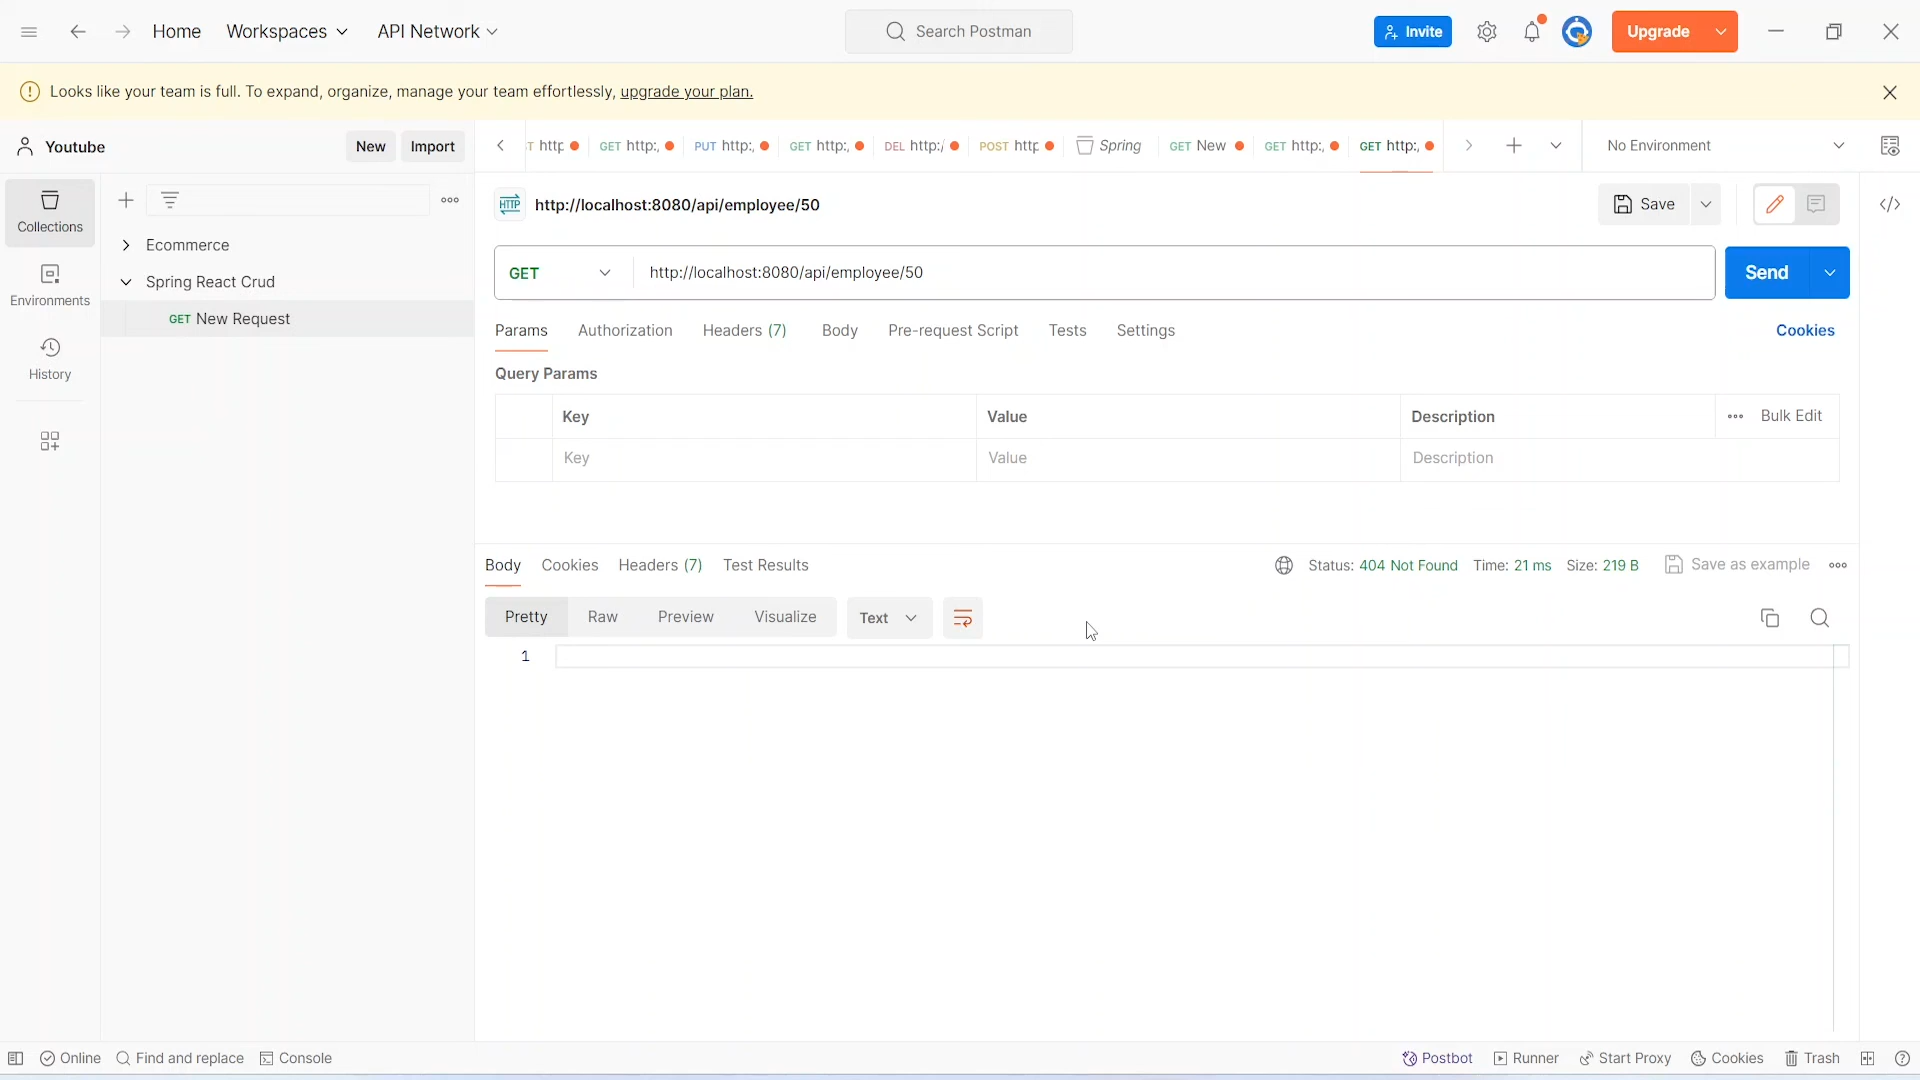 Home Workspaces API Network Search Postman Invite Upgrade
Looks like your team is full. To expand, organize, manage your team effortlessly, upgrade your plan.
Youtube New Import
http GET http:, PUT http:, GET http:, DEL http:/ POST http Spring GET New GET http:, GET http:, No Environment
Collections
Environments
History
Ecommerce
Spring React Crud
GET New Request
HTTP http://localhost:8080/api/employee/50 Save
GET http://localhost:8080/api/employee/50 Send
Params Authorization Headers (7) Body Pre-request Script Tests Settings Cookies
Query Params
Key Value Description Bulk Edit
Key Value Description
Body Cookies Headers (7) Test Results Status: 404 Not Found Time: 21 ms Size: 219 B Save as example
Pretty Raw Preview Visualize Text
1
Online Find and replace Console Postbot Runner Start Proxy Cookies Trash